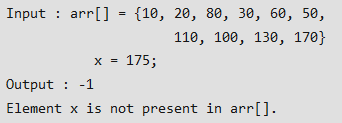 Input : arr[] = {10, 20, 80, 30, 60, 50,
110, 100, 130, 170}
x = 175;
Output : -1
Element x is not present in arr[].